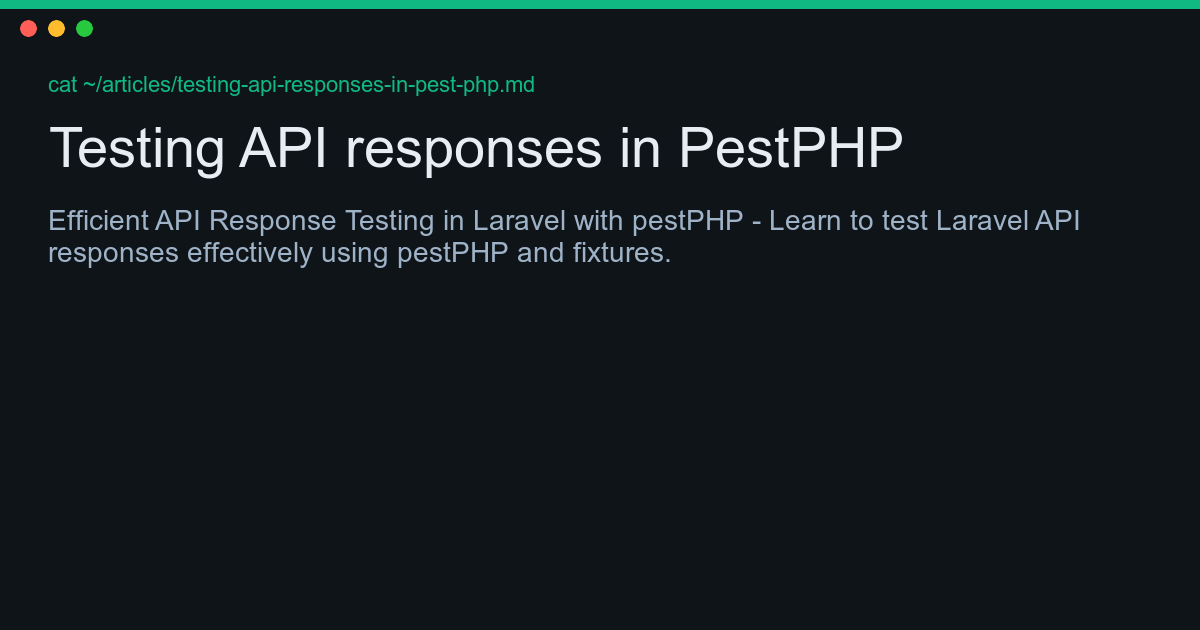 cat ~/articles/testing-api-responses-in-pest-php.md
Testing API responses in PestPHP
Efficient API Response Testing in Laravel with pestPHP - Learn to test Laravel API
responses effectively using pestPHP and fixtures.